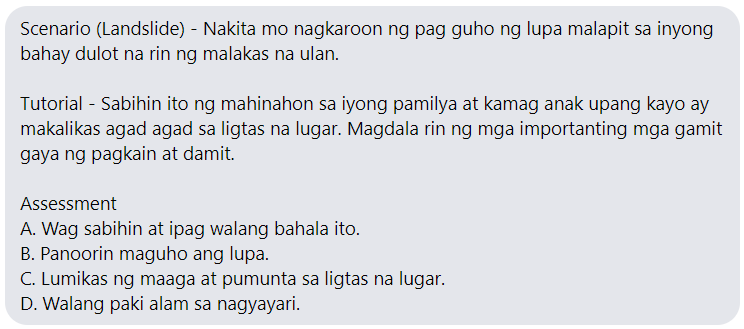 Scenario (Landslide) - Nakita mo nagkaroon ng pag guho ng lupa malapit sa inyong
bahay dulot na rin ng malakas na ulan.
Tutorial - Sabihin ito ng mahinahon sa iyong pamilya at kamag anak upang kayo ay
makalikas agad agad sa ligtas na lugar. Magdala rin ng mga importanting mga gamit
gaya ng pagkain at damit.
Assessment
A. Wag sabihin at ipag walang bahala ito.
B. Panoorin maguho ang lupa.
C. Lumikas ng maaga at pumunta sa ligtas na lugar.
D. Walang paki alam sa nagyayari.